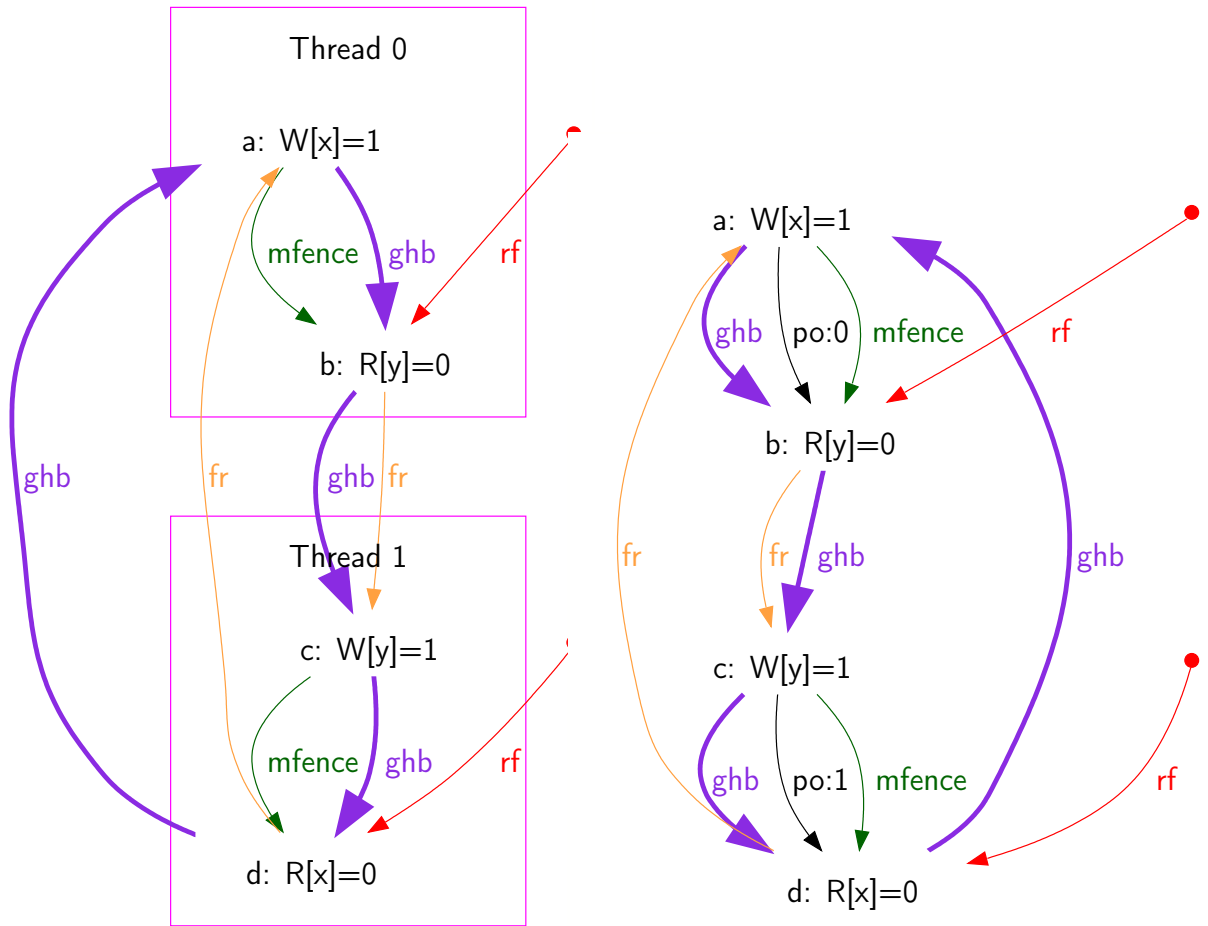 Thread 0
a: W[x]=1
mfence
ghb
rf
b: R[y]=0
ghb
fr
ghb
fr
Thread 1
c: W[y]=1
mfence
ghb
rf
d: R[x]=0
a: W[x]=1
ghb
po:0
mfence
rf
b: R[y]=0
fr
fr
ghb
ghb
c: W[y]=1
ghb
po:1
mfence
rf
d: R[x]=0